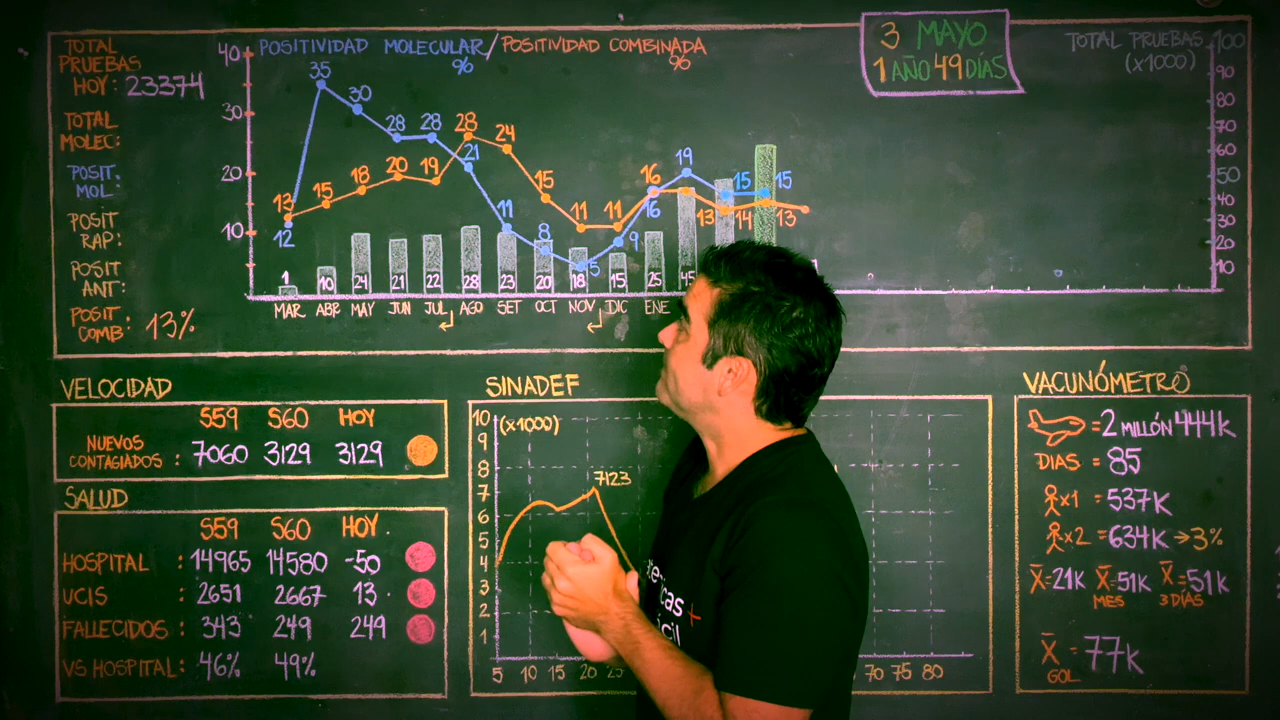 TOTAL
PRUEBAS
HOY: 23374
TOTAL
MOLEC:
POSIT.
MOL:
POSIT
RAP:
POSIT
ANT:
POSIT
COMB: 13%
POSITIVIDAD MOLECULAR/POSITIVIDAD COMBINADA
% %
40
30
20
10
35
30
28
28
28
24
21
20
19
18
15
13
12
11
15
8
11
5
11
9
16
16
19
13
15
14
15
13
1
10
24
21
22
28
23
20
18
15
25
45
MAR ABR MAY JUN JUL AGO SET OCT NOV DIC ENE
3 MAYO
1 AÑO 49 DÍAS
TOTAL PRUEBAS
(x1000)
100
90
80
70
60
50
40
30
20
10
VELOCIDAD
S59 S60 HOY
NUEVOS
CONTAGIADOS : 7060 3129 3129
SALUD
S59 S60 HOY.
HOSPITAL : 14965 14580 -50
UCIS : 2651 2667 13
FALLECIDOS : 343 249 249
VS HOSPITAL: 46% 49%
SINADEF
(x1000)
10
9
8
7
6
5
4
3
2
1
7123
5 10 15 20 25
70 75 80
temáticas+
ácil
VACUNÓMETRO
= 2 MILLÓN 444K
DIAS = 85
x1 = 537K
x2 = 634K →3%
X̄=21K X̄=51K X̄=51K
MES 3 DÍAS
X̄ = 77K
GOL